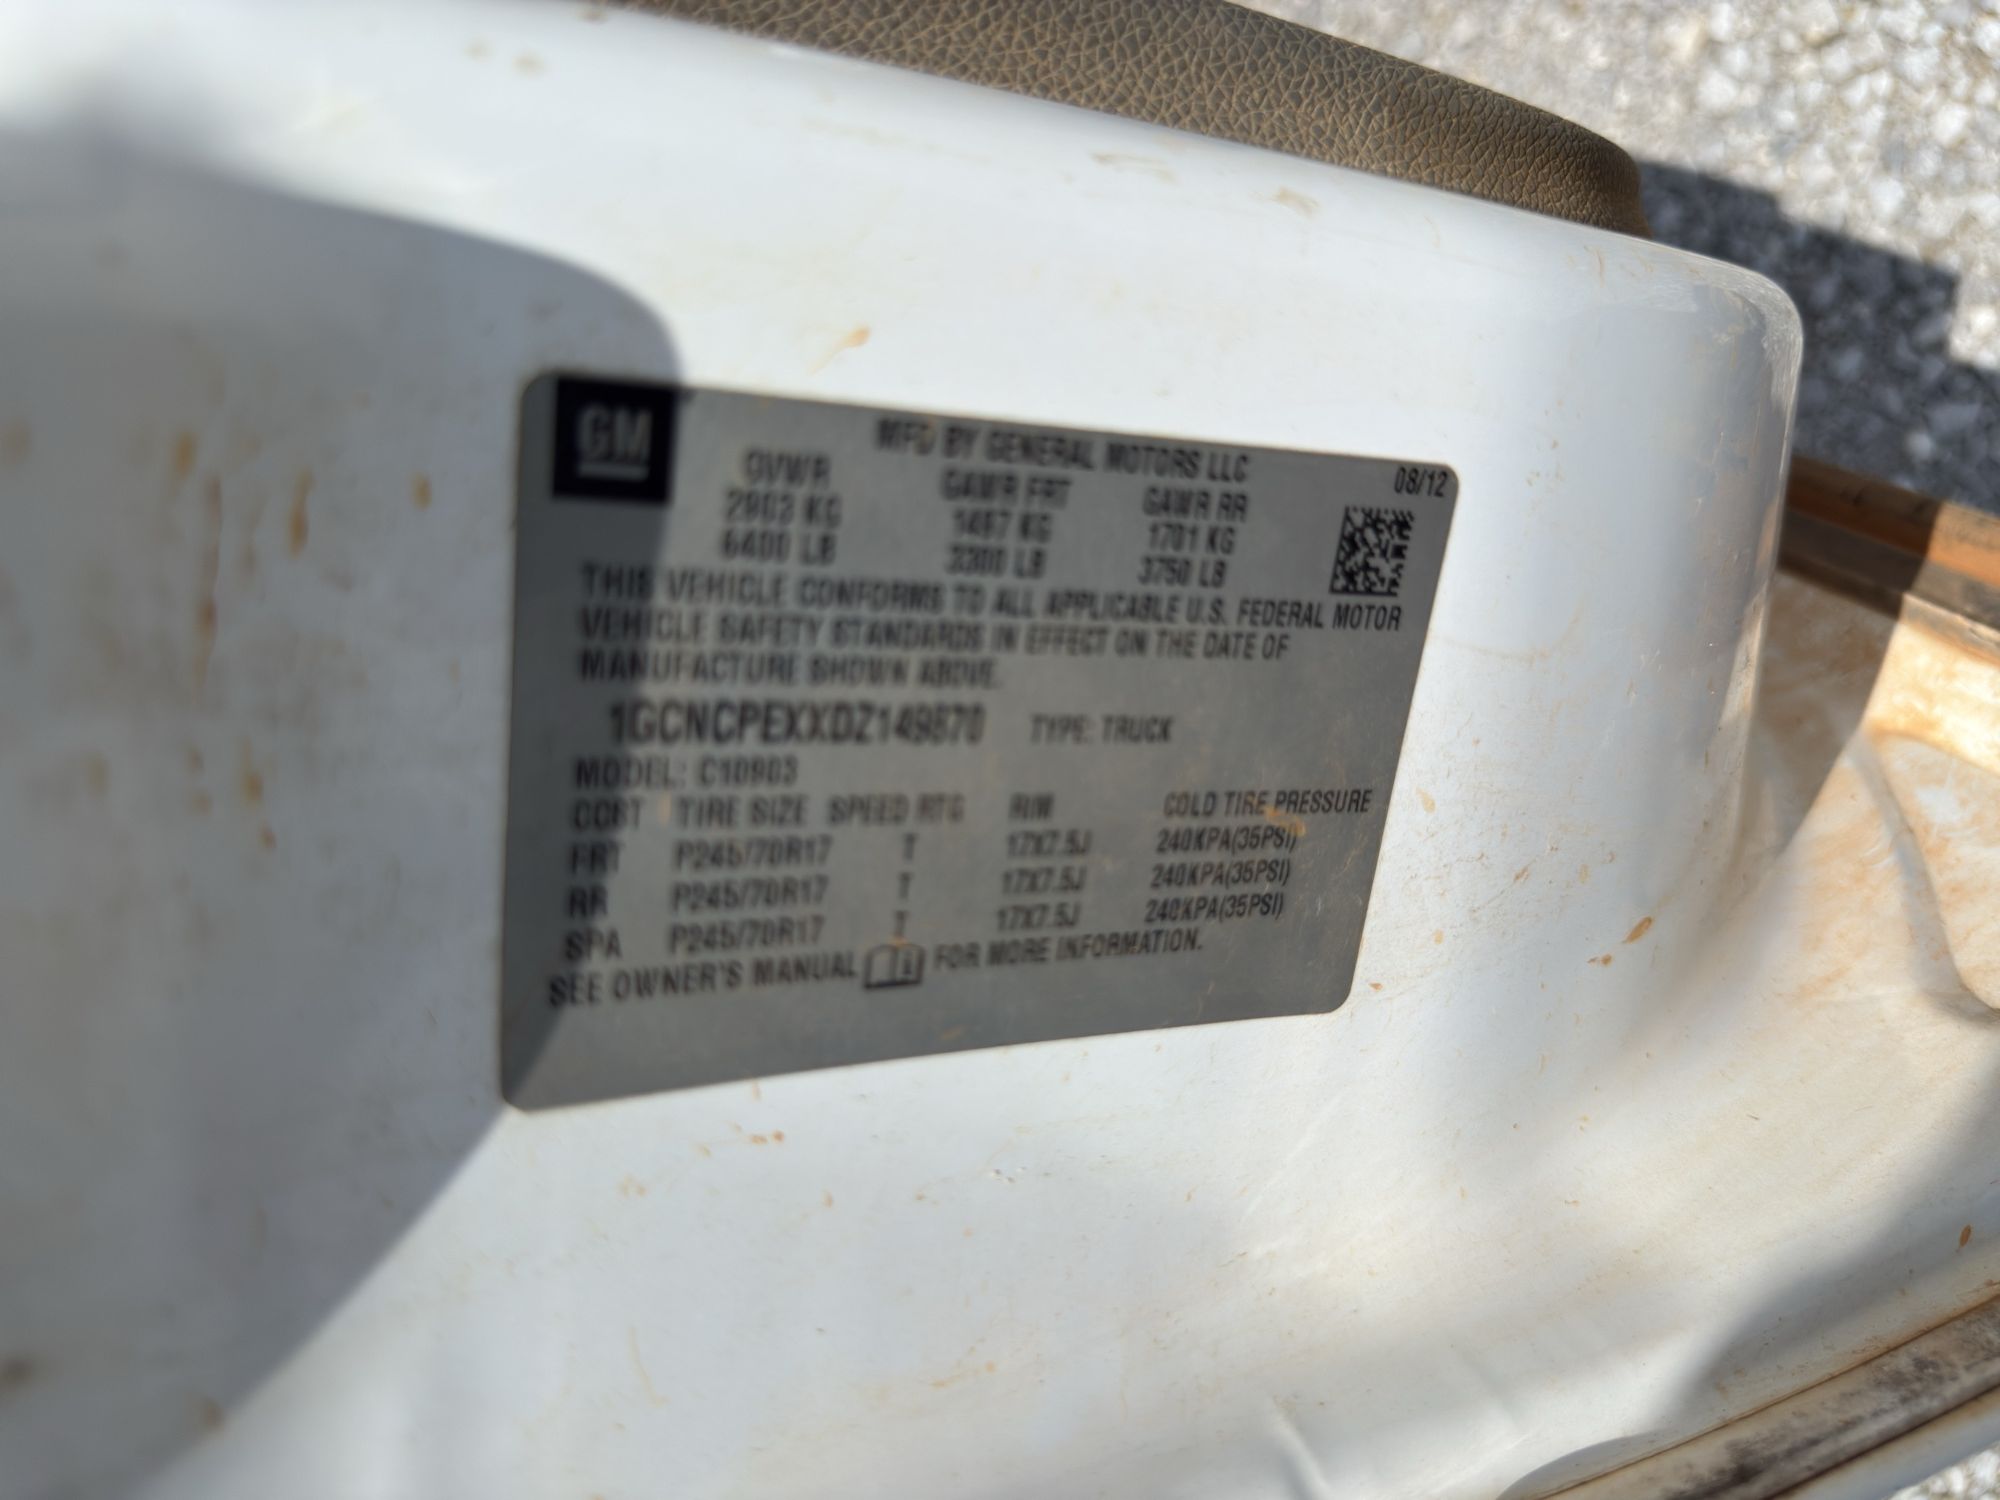 GM
MFD BY GENERAL MOTORS LLC
08/12
GVWR GAWR FRT GAWR RR
2903 KG 1497 KG 1701 KG
6400 LB 3300 LB 3750 LB
THIS VEHICLE CONFORMS TO ALL APPLICABLE U.S. FEDERAL MOTOR
VEHICLE SAFETY STANDARDS IN EFFECT ON THE DATE OF
MANUFACTURE SHOWN ABOVE.
1GCNCPEXXDZ149870 TYPE: TRUCK
MODEL: C10903
COST TIRE SIZE SPEED RTG RIM COLD TIRE PRESSURE
FRT P245/70R17 T 17X7.5J 240KPA(35PSI)
RR P245/70R17 T 17X7.5J 240KPA(35PSI)
SPA P245/70R17 T 17X7.5J 240KPA(35PSI)
SEE OWNER'S MANUAL FOR MORE INFORMATION.